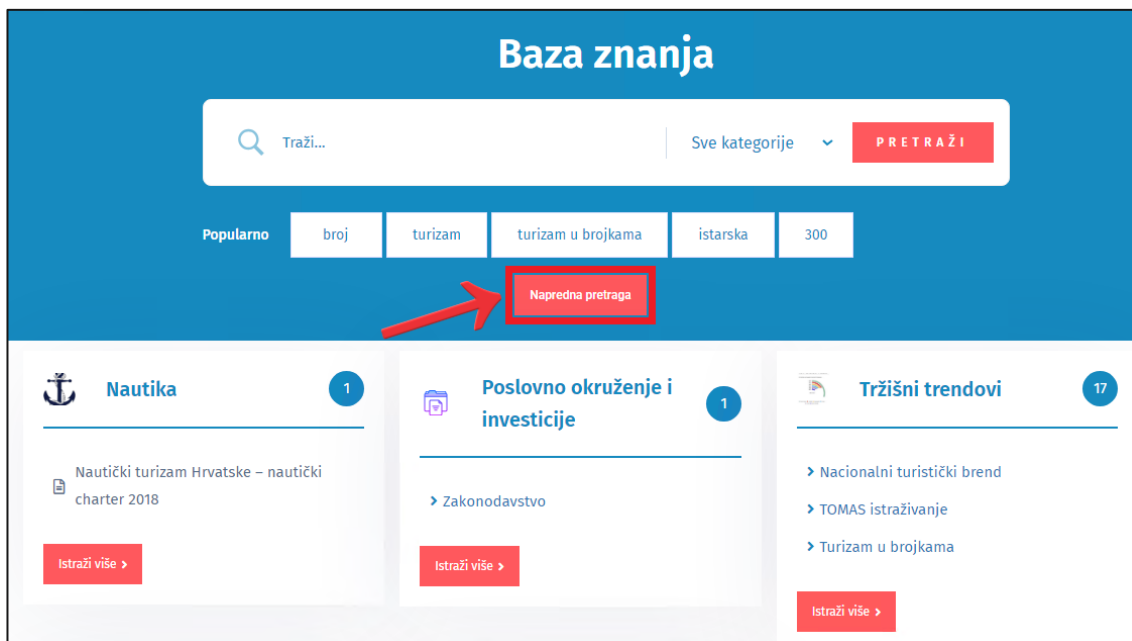 Baza znanja
Traži...
Sve kategorije
PRETRAŽI
Popularno
broj
turizam
turizam u brojkama
istarska
300
Napredna pretraga
Nautika
1
Nautički turizam Hrvatske – nautički
charter 2018
Istraži više
Poslovno okruženje i
investicije
1
Zakonodavstvo
Istraži više
Tržišni trendovi
17
Nacionalni turistički brend
TOMAS istraživanje
Turizam u brojkama
Istraži više